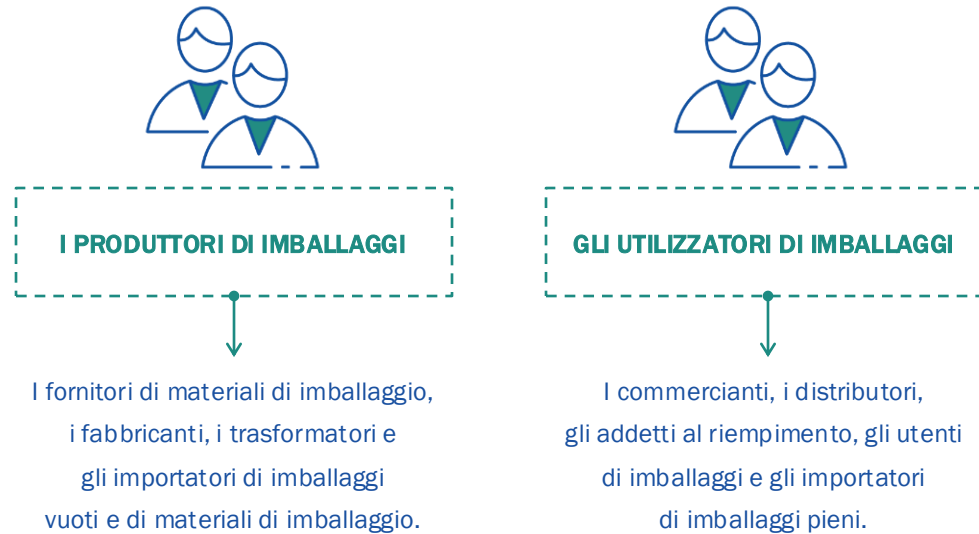 I PRODUTTORI DI IMBALLAGGI
I fornitori di materiali di imballaggio,
i fabbricanti, i trasformatori e
gli importatori di imballaggi
vuoti e di materiali di imballaggio.
GLI UTILIZZATORI DI IMBALLAGGI
I commercianti, i distributori,
gli addetti al riempimento, gli utenti
di imballaggi e gli importatori
di imballaggi pieni.